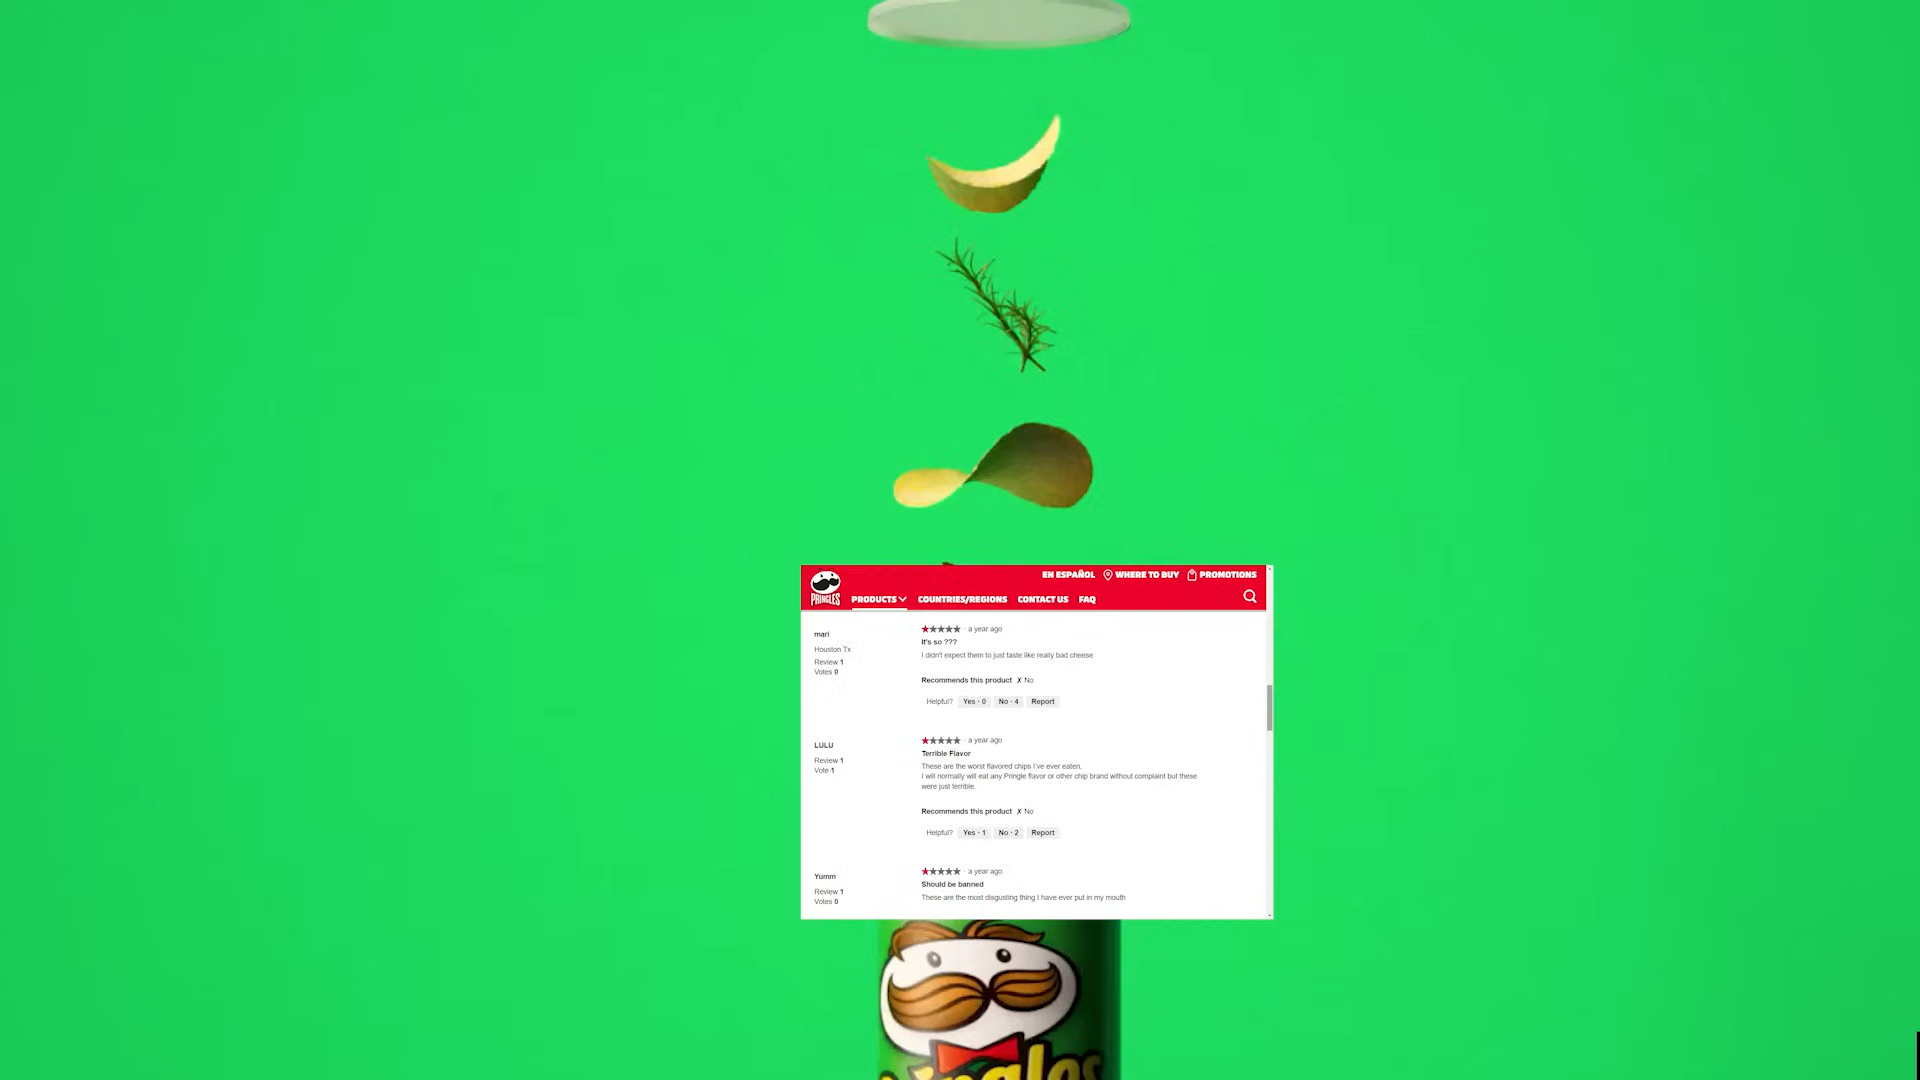 EN ESPAÑOL WHERE TO BUY PROMOTIONS
PRINGLES PRODUCTS COUNTRIES/REGIONS CONTACT US FAQ
mari
Houston Tx
Review 1
Votes 0
· a year ago
It's so ???
I didn't expect them to just taste like really bad cheese
Recommends this product ✗ No
Helpful? Yes · 0 No · 4 Report
LULU
Review 1
Vote 1
· a year ago
Terrible Flavor
These are the worst flavored chips I've ever eaten.
I will normally will eat any Pringle flavor or other chip brand without complaint but these
were just terrible.
Recommends this product ✗ No
Helpful? Yes · 1 No · 2 Report
Yumm
Review 1
Votes 0
· a year ago
Should be banned
These are the most disgusting thing I have ever put in my mouth